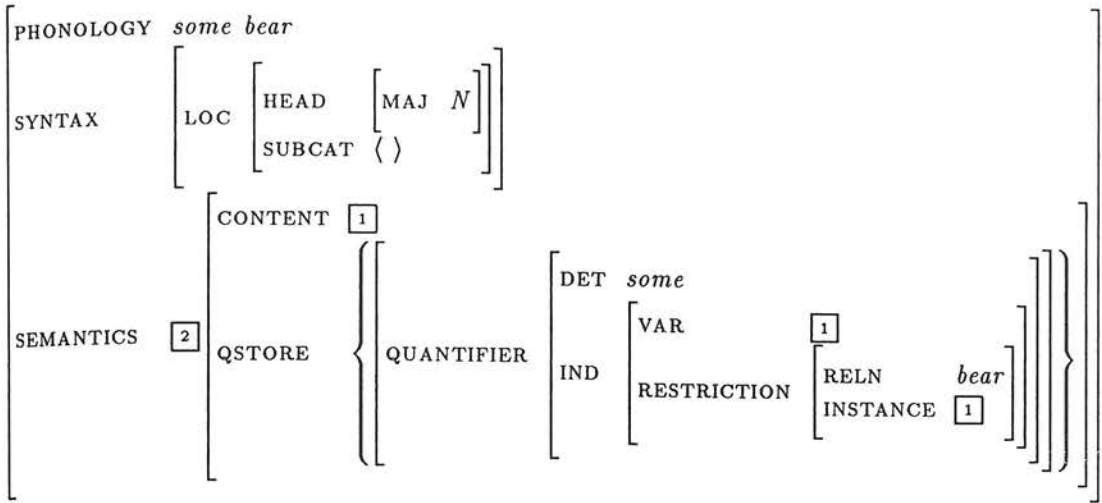 PHONOLOGY some bear
SYNTAX LOC HEAD MAJ N
SUBCAT ⟨ ⟩
SEMANTICS 2 CONTENT 1
QSTORE QUANTIFIER DET some
IND VAR 1
RESTRICTION RELN bear
INSTANCE 1